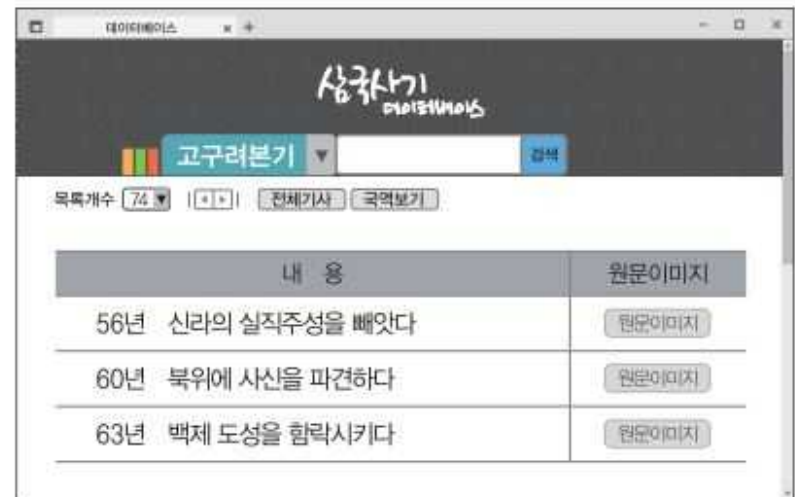 데이터베이스
삼국사기
데이터베이스
고구려본기 ▼ 검색
목록개수 74 ▼ 전체기사 국역보기
내 용 원문이미지
56년 신라의 실직주성을 빼앗다 원문이미지
60년 북위에 사신을 파견하다 원문이미지
63년 백제 도성을 함락시키다 원문이미지